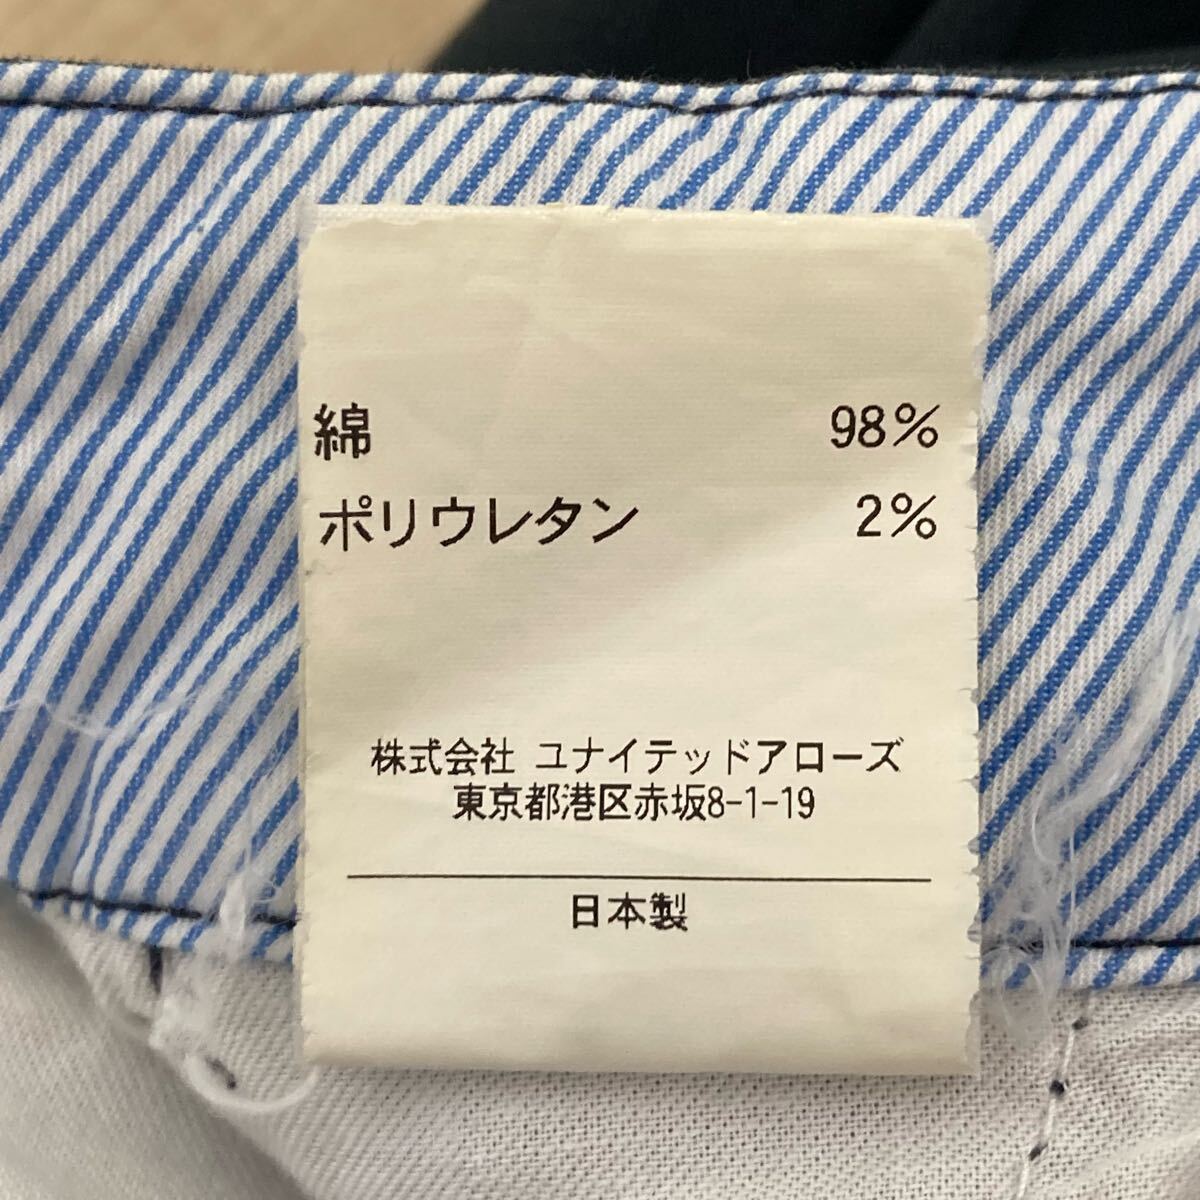 綿 98%
ポリウレタン 2%
株式会社 ユナイテッドアローズ
東京都港区赤坂8-1-19
日本製